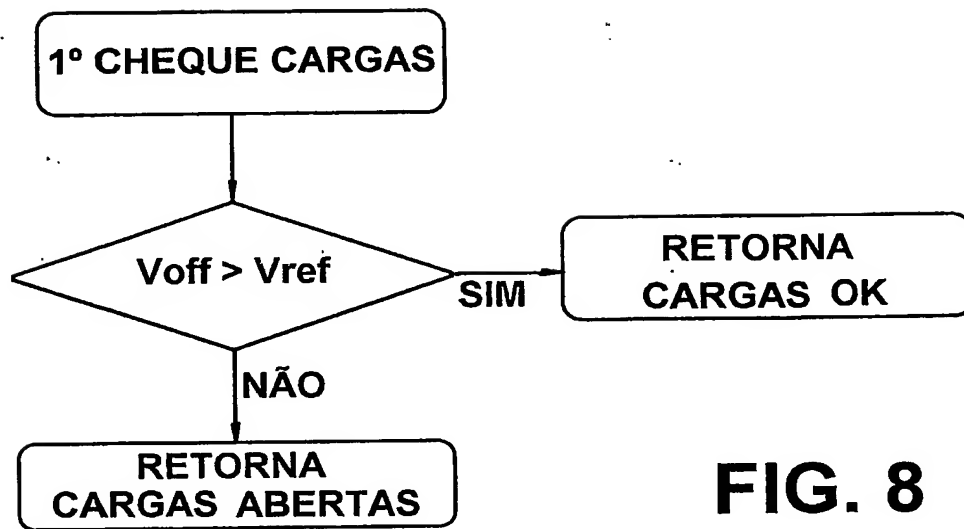 1º CHEQUE CARGAS
Voff > Vref
SIM
RETORNA
CARGAS OK
NÃO
RETORNA
CARGAS ABERTAS
FIG. 8